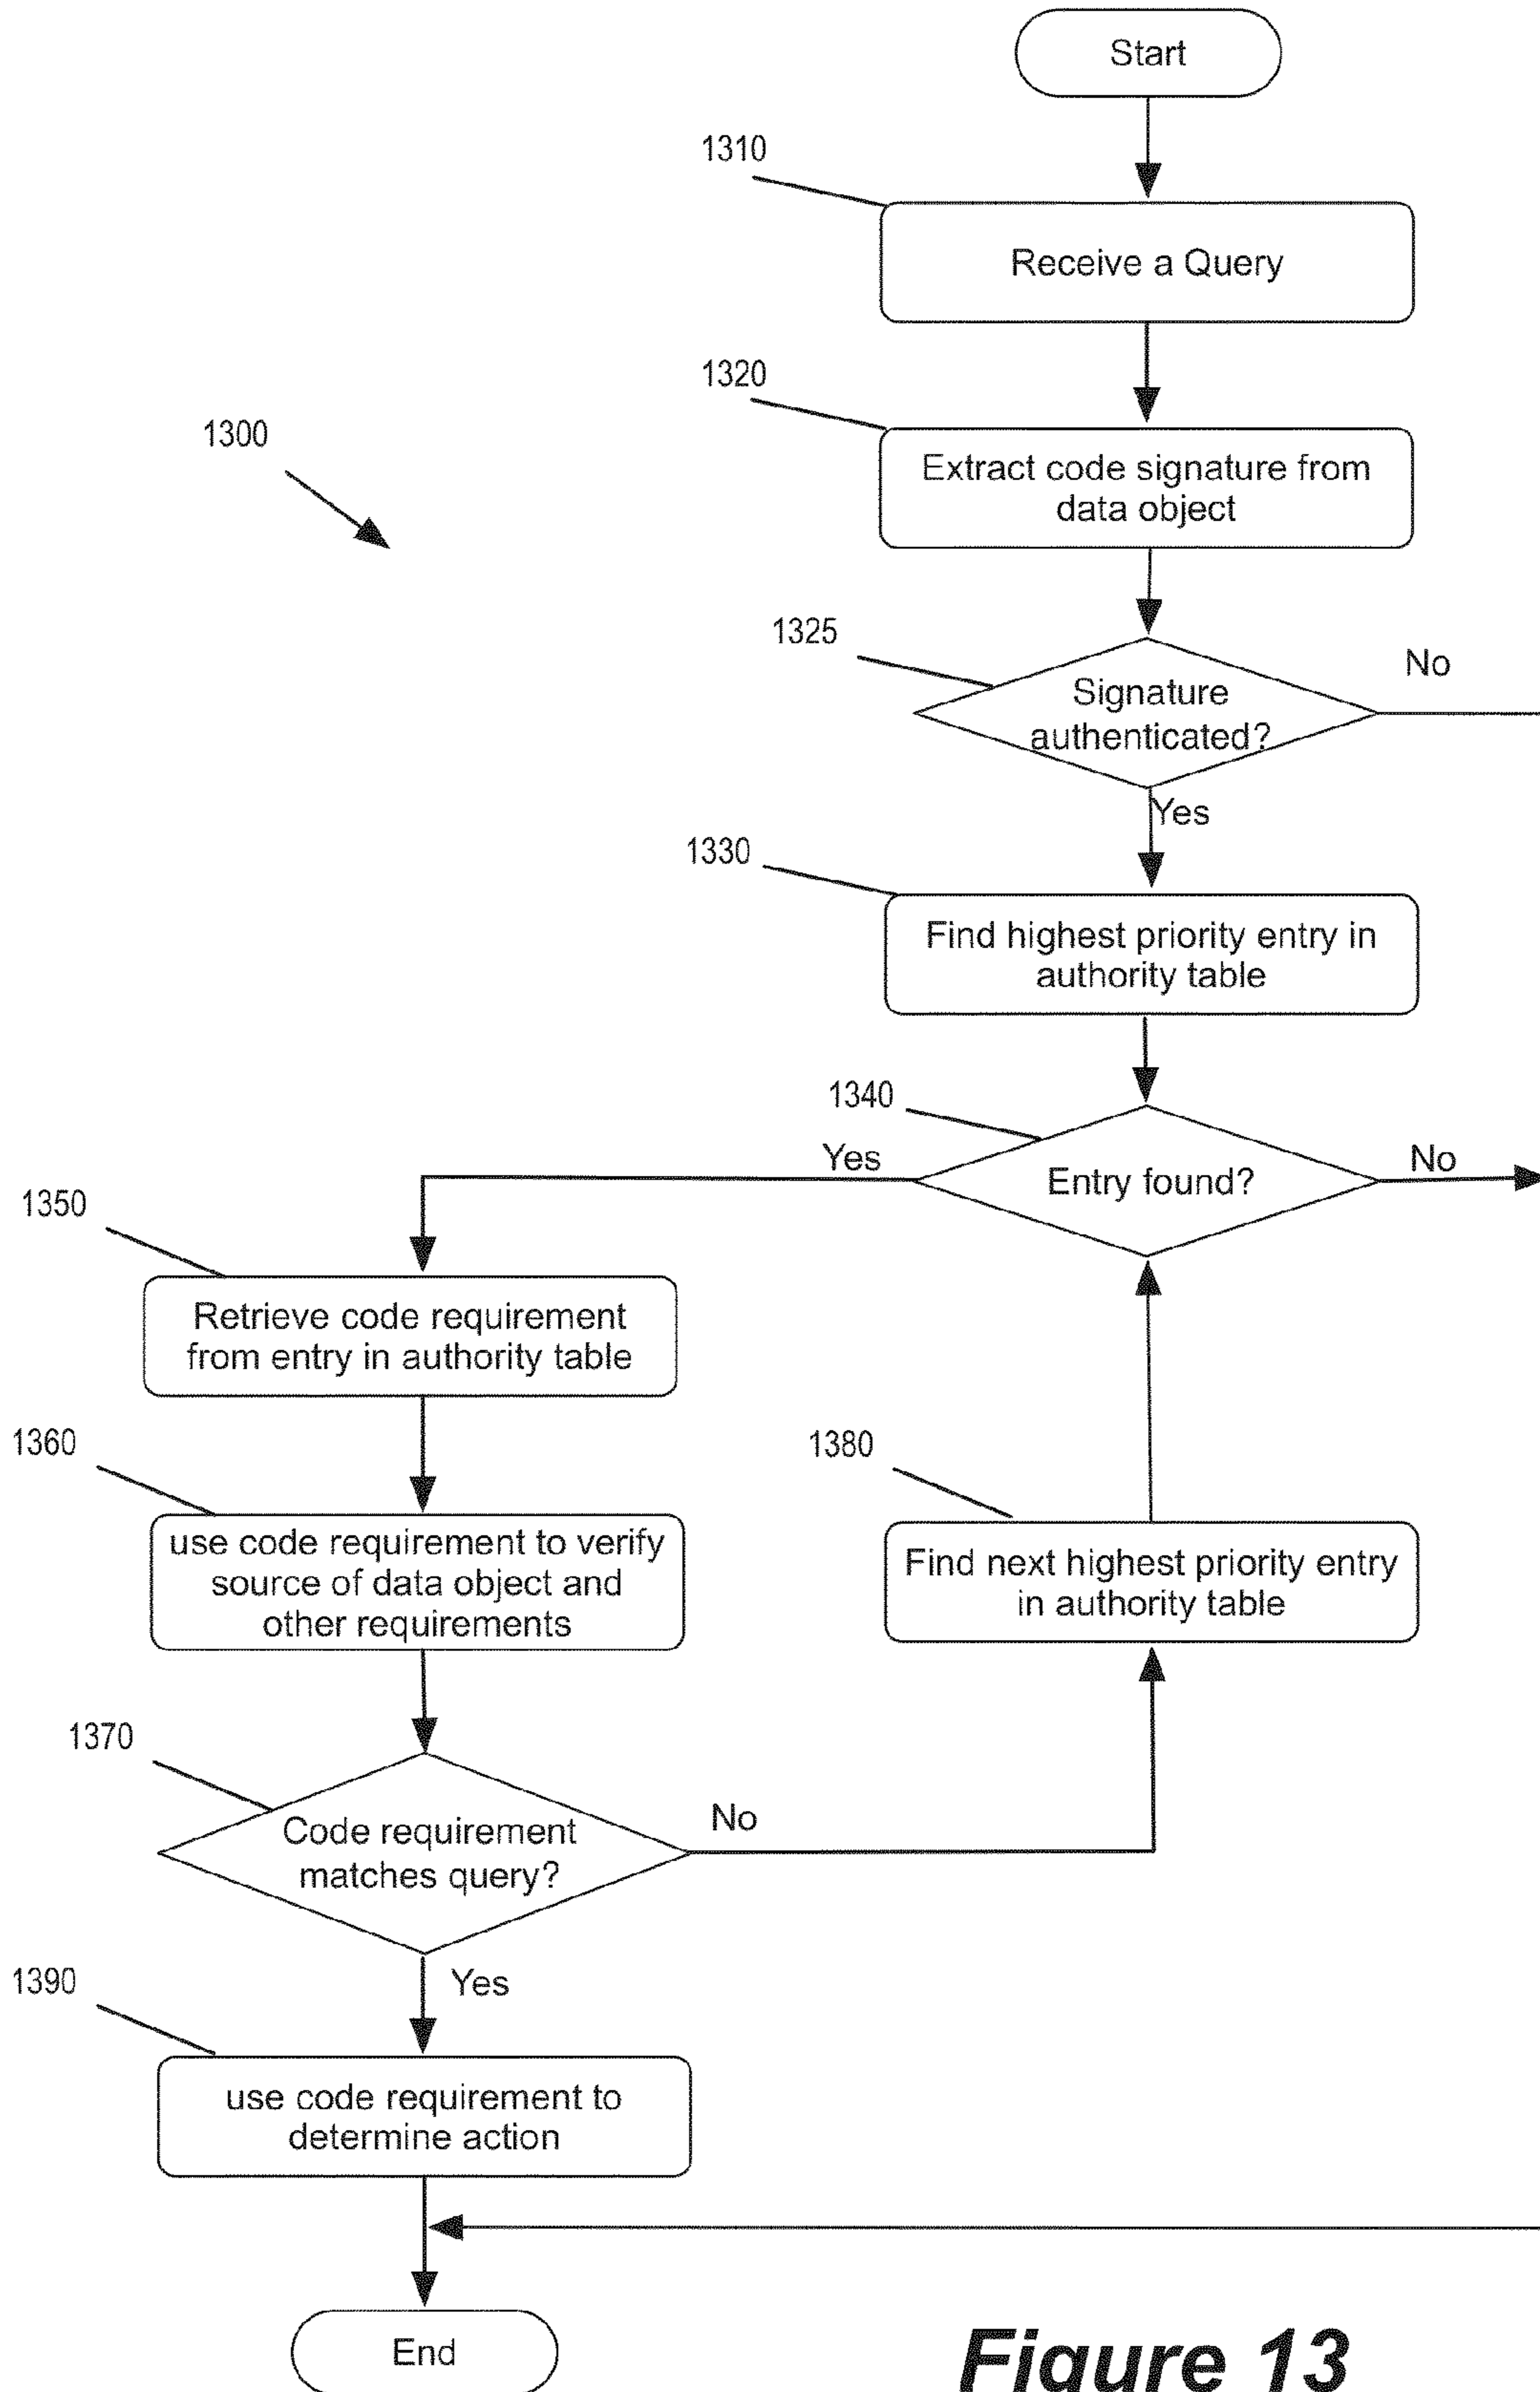 Start
1310
Receive a Query
1320
1300
Extract code signature from
data object
1325
No
Signature
authenticated?
Yes
1330
Find highest priority entry in
authority table
1340
Yes
Entry found?
No
1350
Retrieve code requirement
from entry in authority table
1360
1380
use code requirement to verify
source of data object and
other requirements
Find next highest priority entry
in authority table
1370
No
Code requirement
matches query?
Yes
1390
use code requirement to
determine action
End
Figure 13